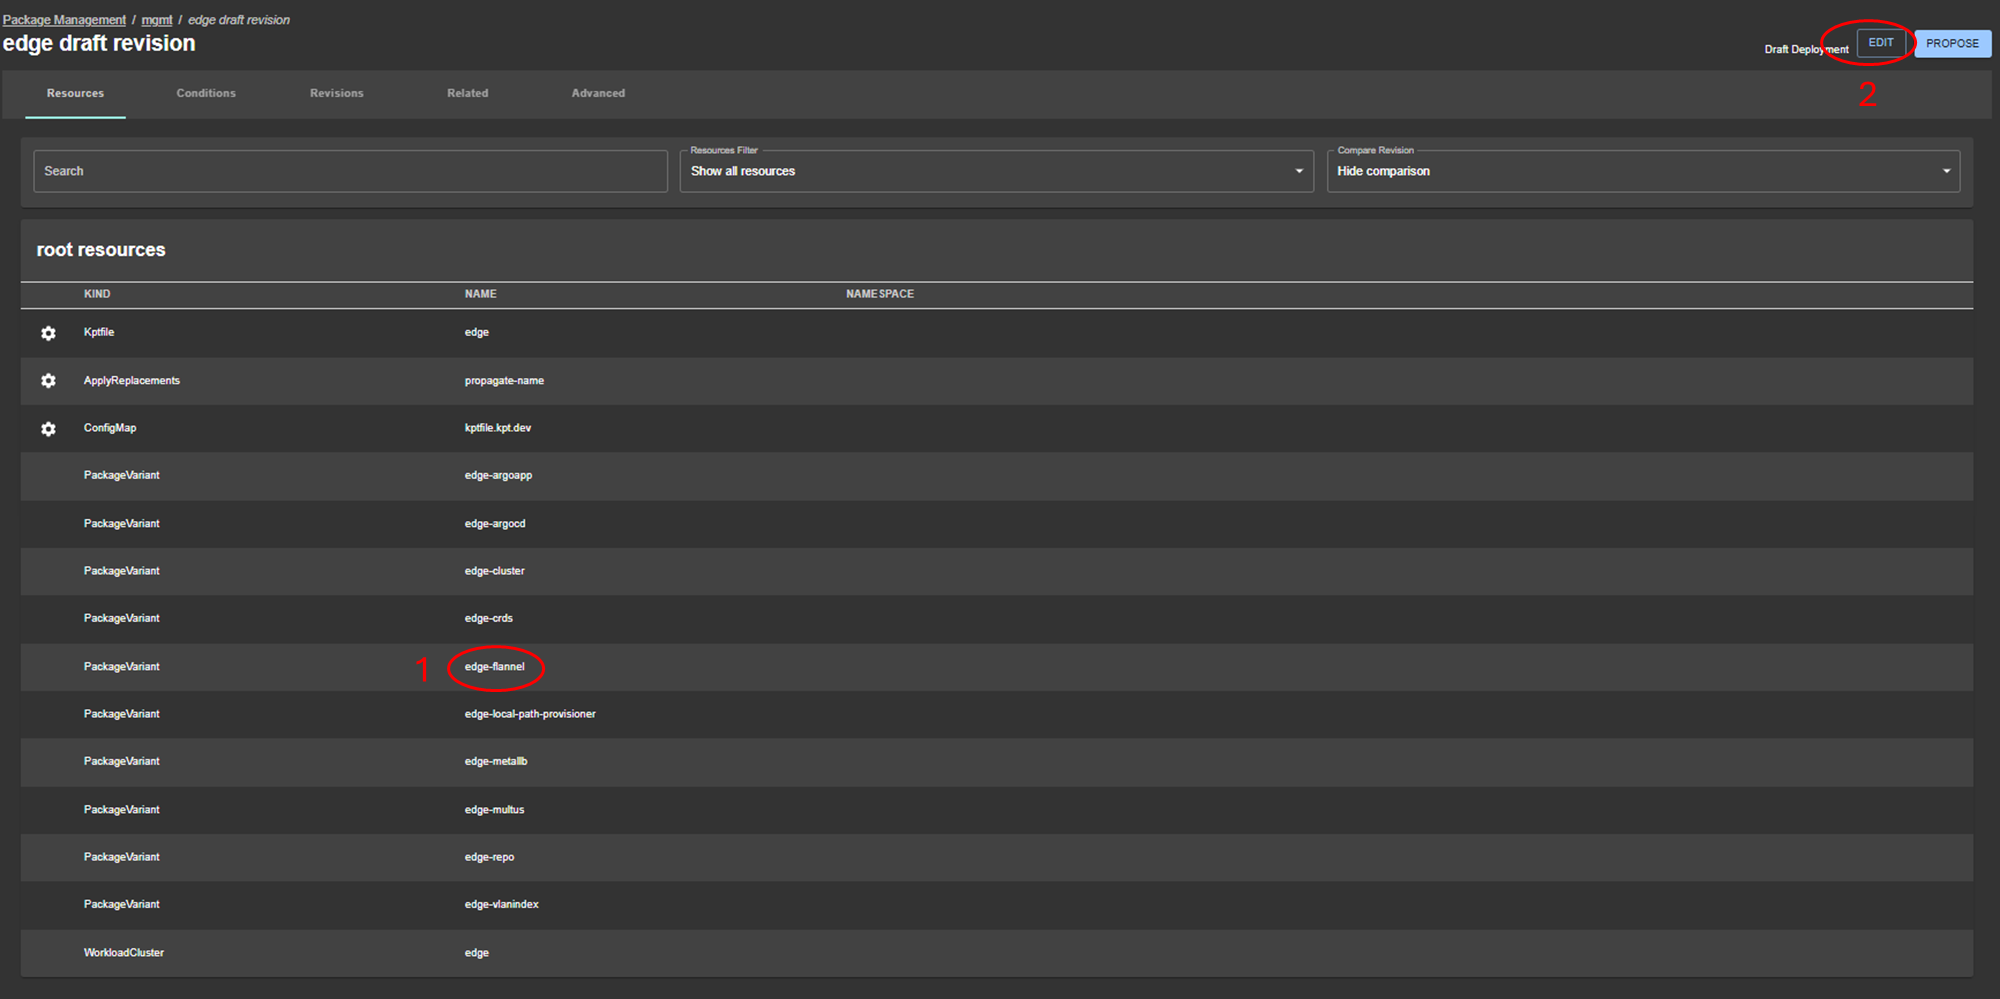 Package Management / mgmt / edge draft revision
edge draft revision
Draft Deployment EDIT PROPOSE
2
Resources Conditions Revisions Related Advanced
Search
Resources Filter
Show all resources
Compare Revision
Hide comparison
root resources
KIND NAME NAMESPACE
Kptfile edge
ApplyReplacements propagate-name
ConfigMap kptfile.kpt.dev
PackageVariant edge-argoapp
PackageVariant edge-argocd
PackageVariant edge-cluster
PackageVariant edge-crds
PackageVariant 1 edge-flannel
PackageVariant edge-local-path-provisioner
PackageVariant edge-metallb
PackageVariant edge-multus
PackageVariant edge-repo
PackageVariant edge-vlanindex
WorkloadCluster edge